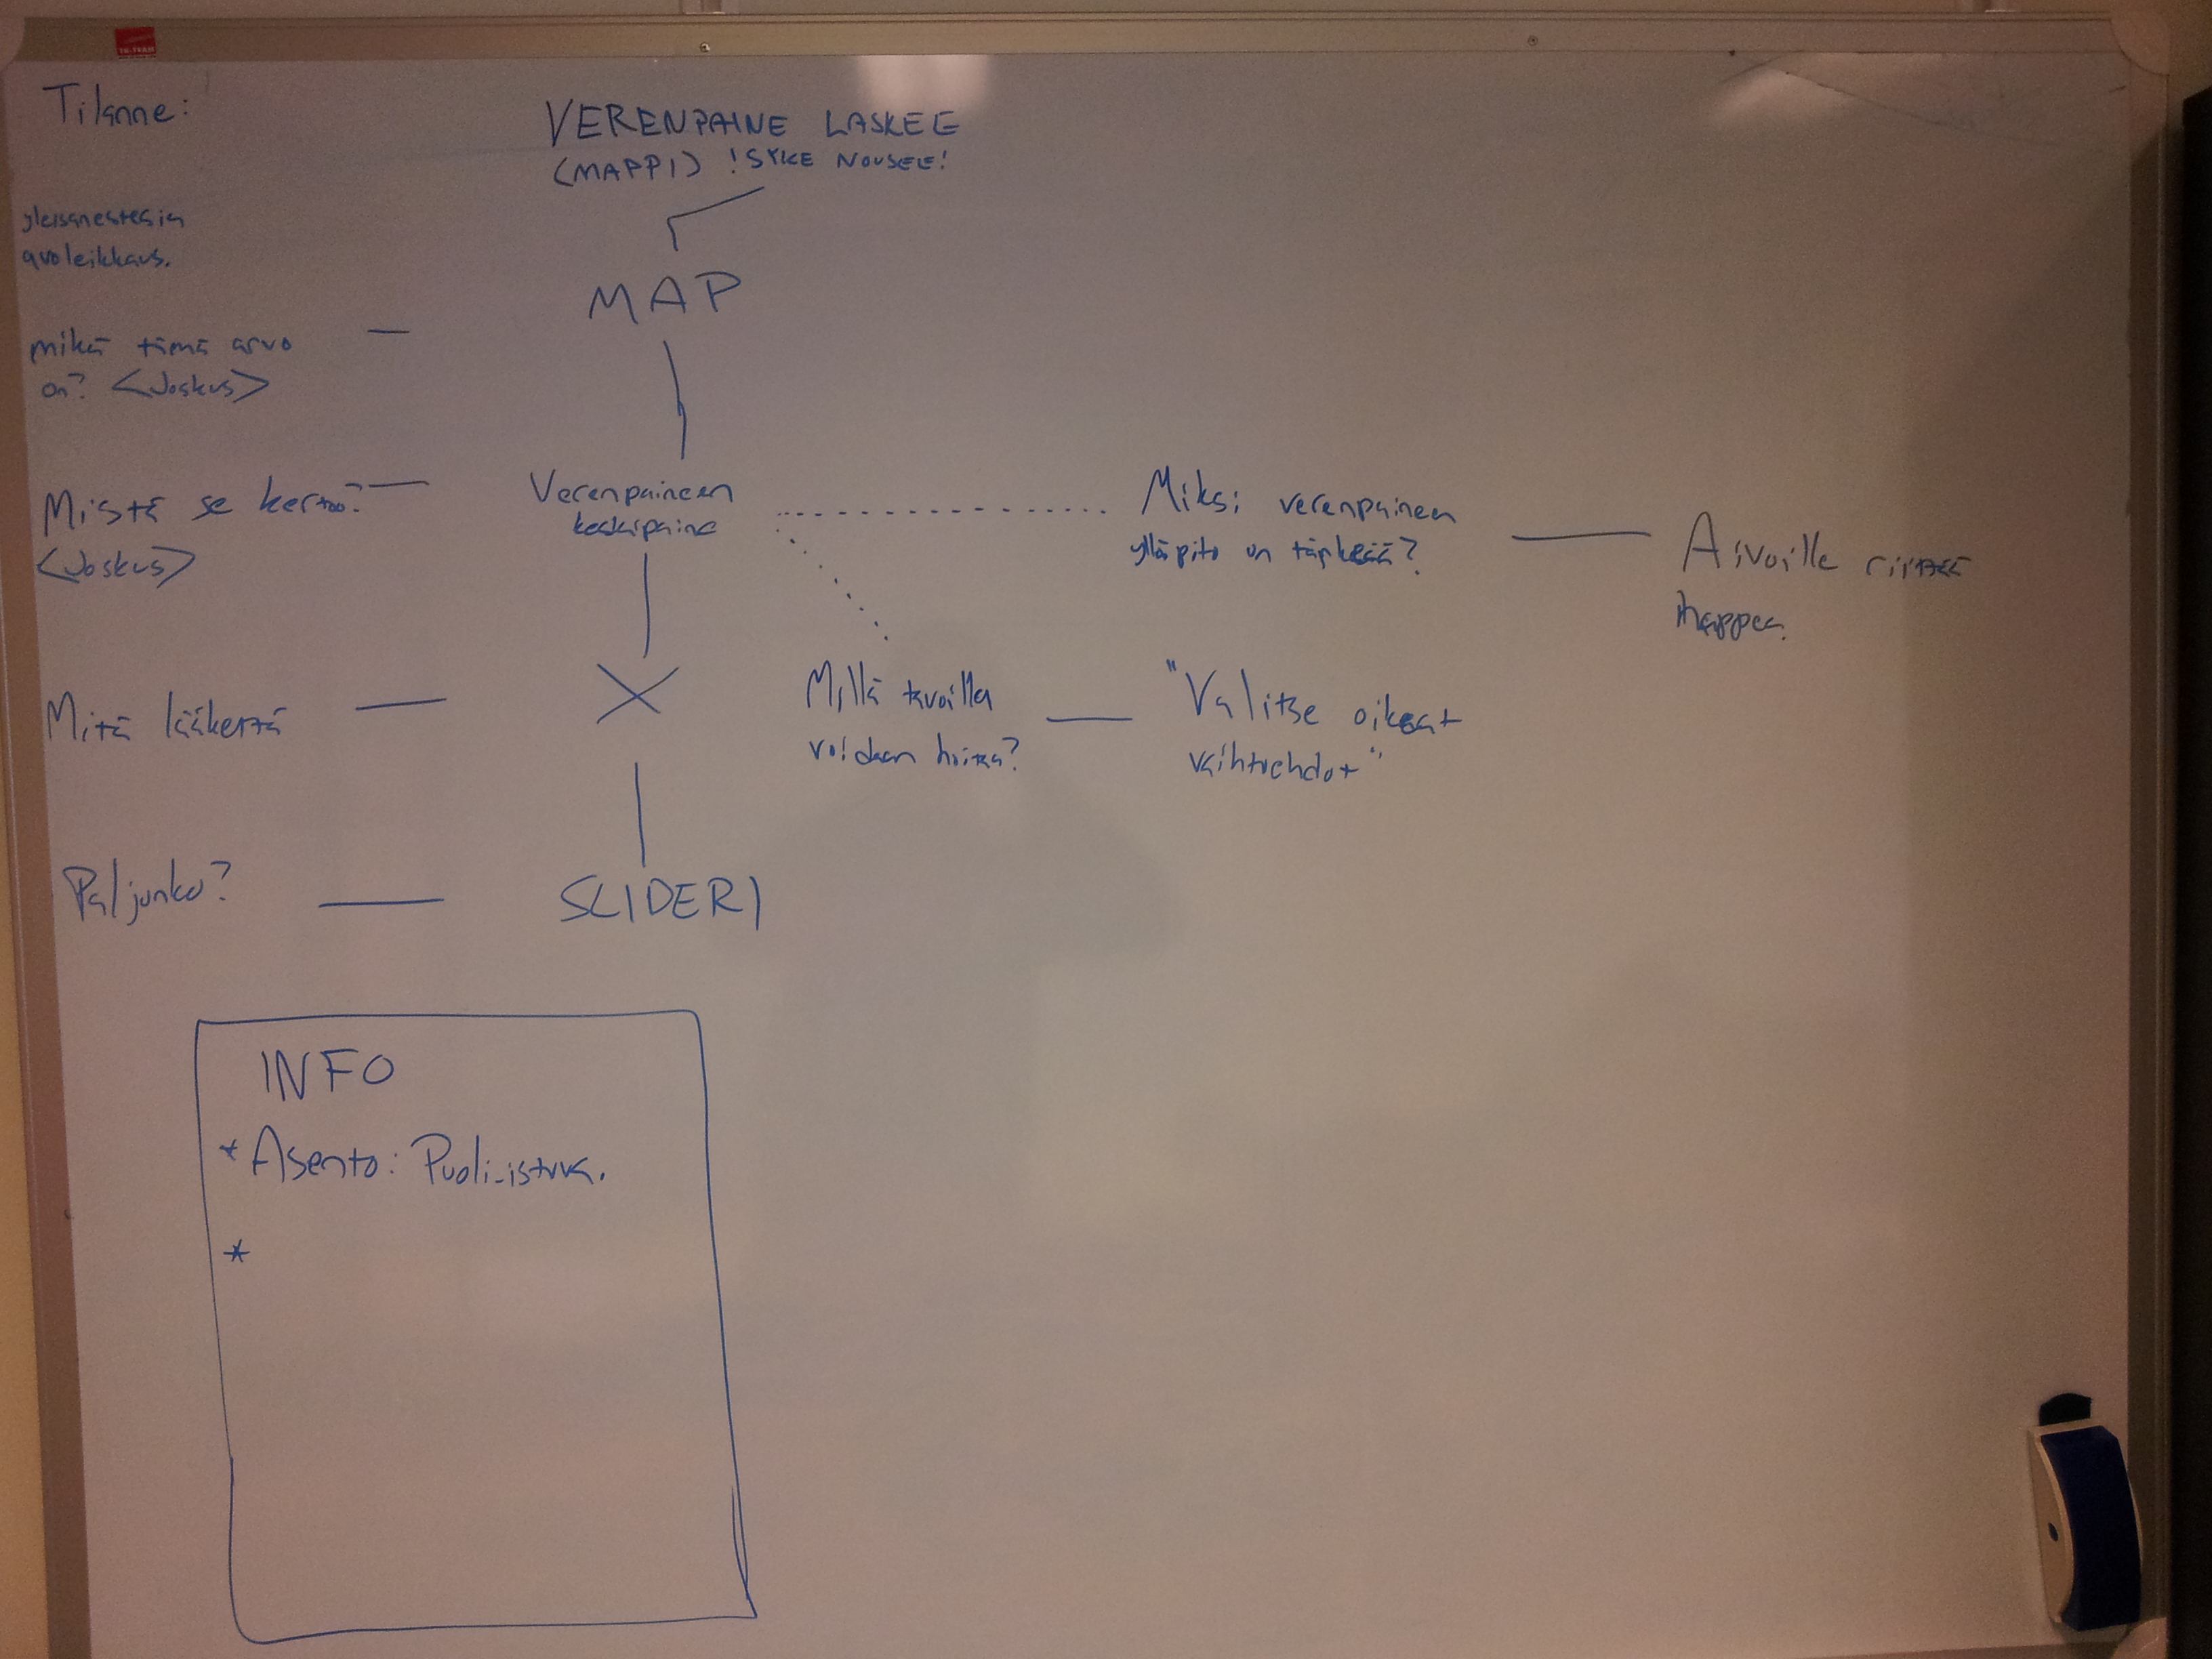 Tilanne:
VERENPAINE LASKEE
(MAPPI) !SYKE NOUSEE!
yleisanestesia
avoleikkaus.
MAP
mikä tämä arvo
on? <Joskus>
Mistä se kertoo?
<Joskus>
Verenpaineen
keskipaine
Miksi verenpaineen
ylläpito on tärkeää?
Aivoille riittää
happea.
Mitä lääkettä
X
Millä tavoilla
voidaan hoitaa?
"Valitse oikeat
vaihtoehdot"
Paljonko?
SLIDERI
INFO
* Asento: Puoli-istuva.
*